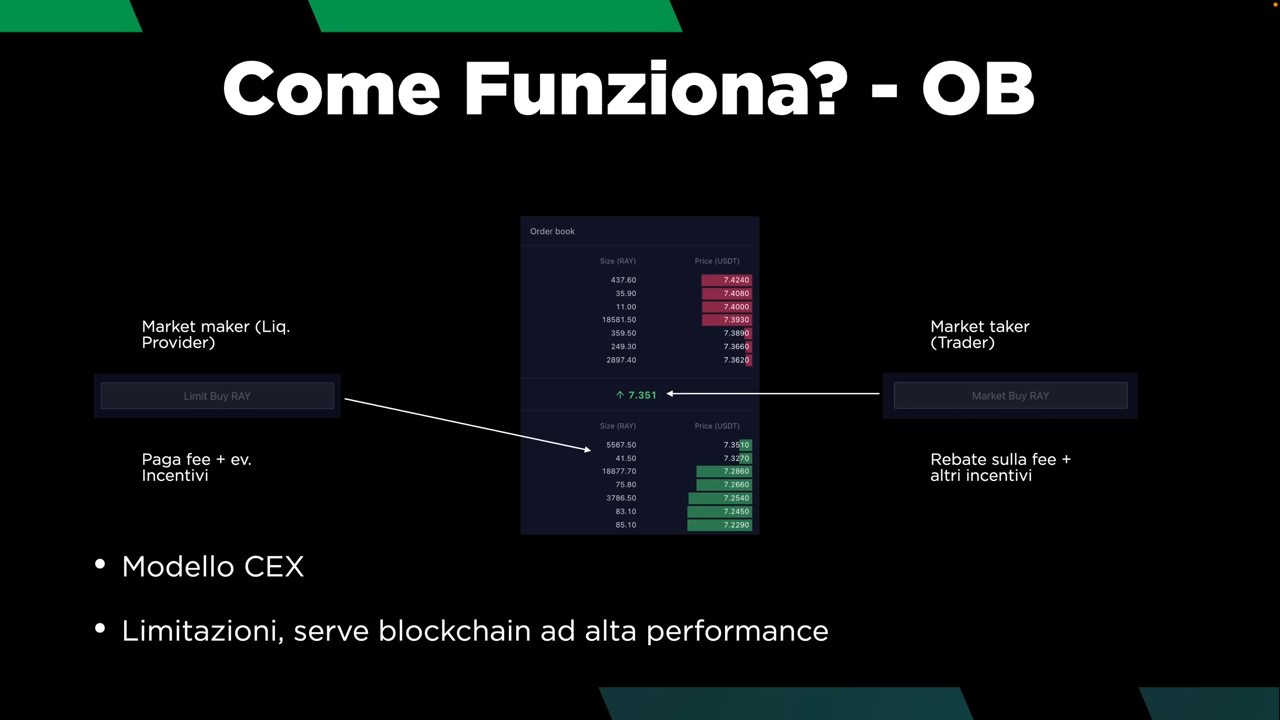 Come Funziona? - OB
Order book
Size (RAY) Price (USDT)
437.60 7.4240
35.90 7.4080
11.00 7.4000
18581.50 7.3930
359.50 7.3890
249.30 7.3660
2897.40 7.3620
↑ 7.351
Size (RAY) Price (USDT)
5567.50 7.3510
41.50 7.3270
18877.70 7.2860
75.80 7.2660
3786.50 7.2540
83.10 7.2450
85.10 7.2290
Market maker (Liq.
Provider)
Limit Buy RAY
Paga fee + ev.
Incentivi
Market taker
(Trader)
Market Buy RAY
Rebate sulla fee +
altri incentivi
• Modello CEX
• Limitazioni, serve blockchain ad alta performance